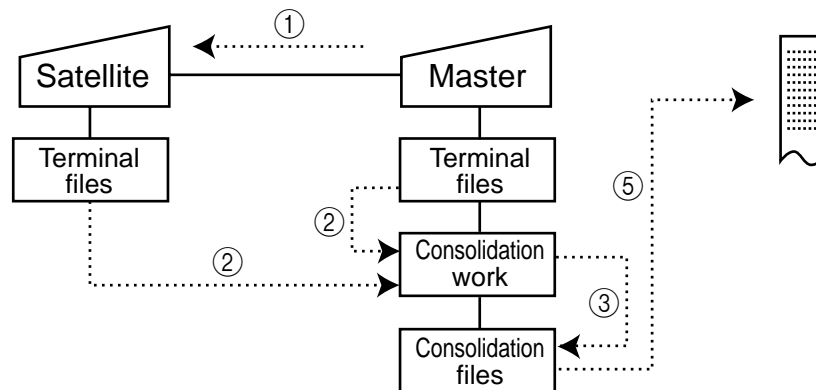 ①
Satellite
Master
Terminal
files
Terminal
files
②
②
⑤
Consolidation
work
③
Consolidation
files